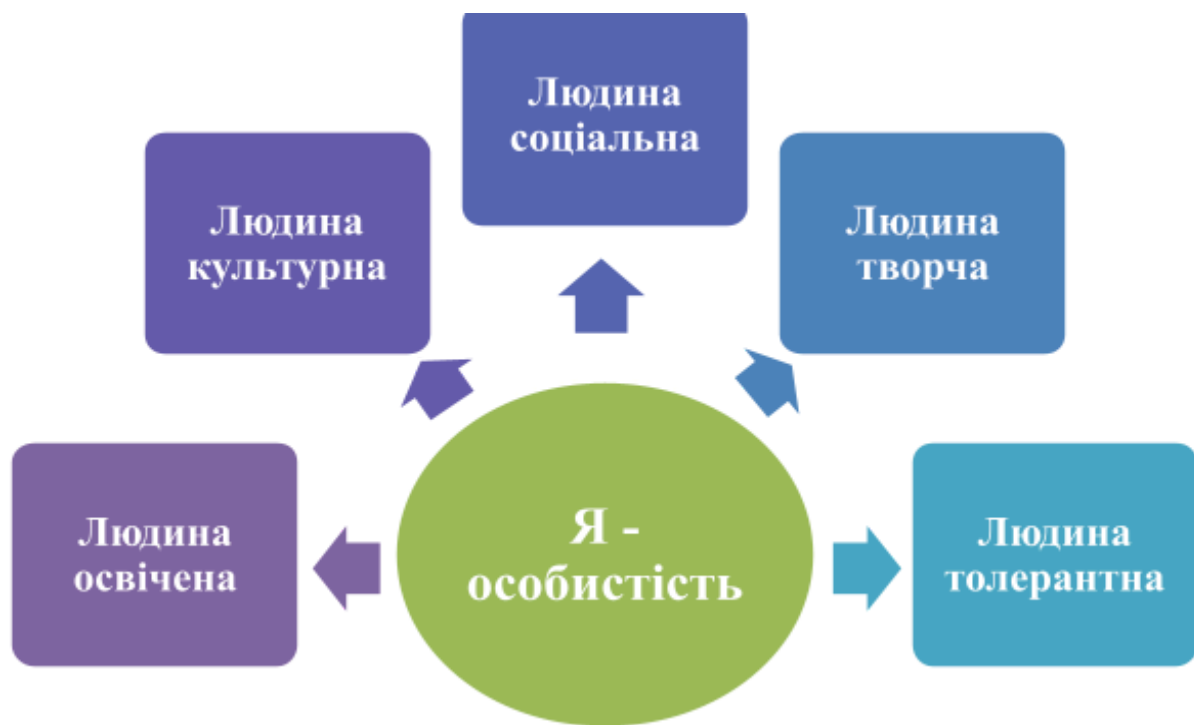 Людина
соціальна
Людина
культурна
Людина
творча
Людина
освічена
Я -
особистість
Людина
толерантна